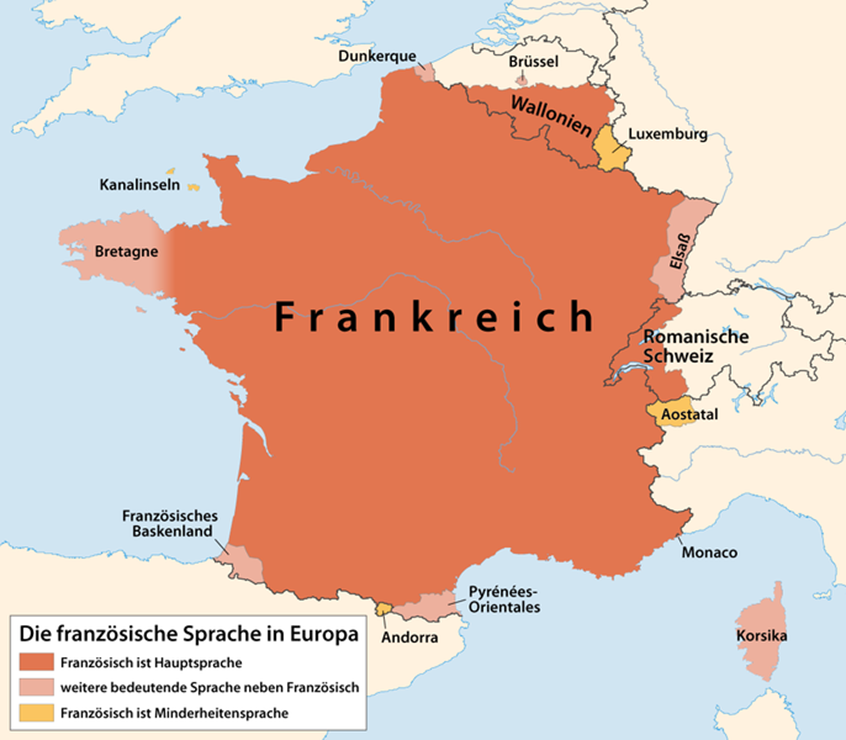 Dunkerque
Brüssel
Wallonien
Luxemburg
Kanalinseln
Bretagne
Elsaß
Frankreich
Romanische
Schweiz
Aostatal
Französisches
Baskenland
Monaco
Pyrénées-
Orientales
Andorra
Korsika
Die französische Sprache in Europa
Französisch ist Hauptsprache
weitere bedeutende Sprache neben Französisch
Französisch ist Minderheitensprache